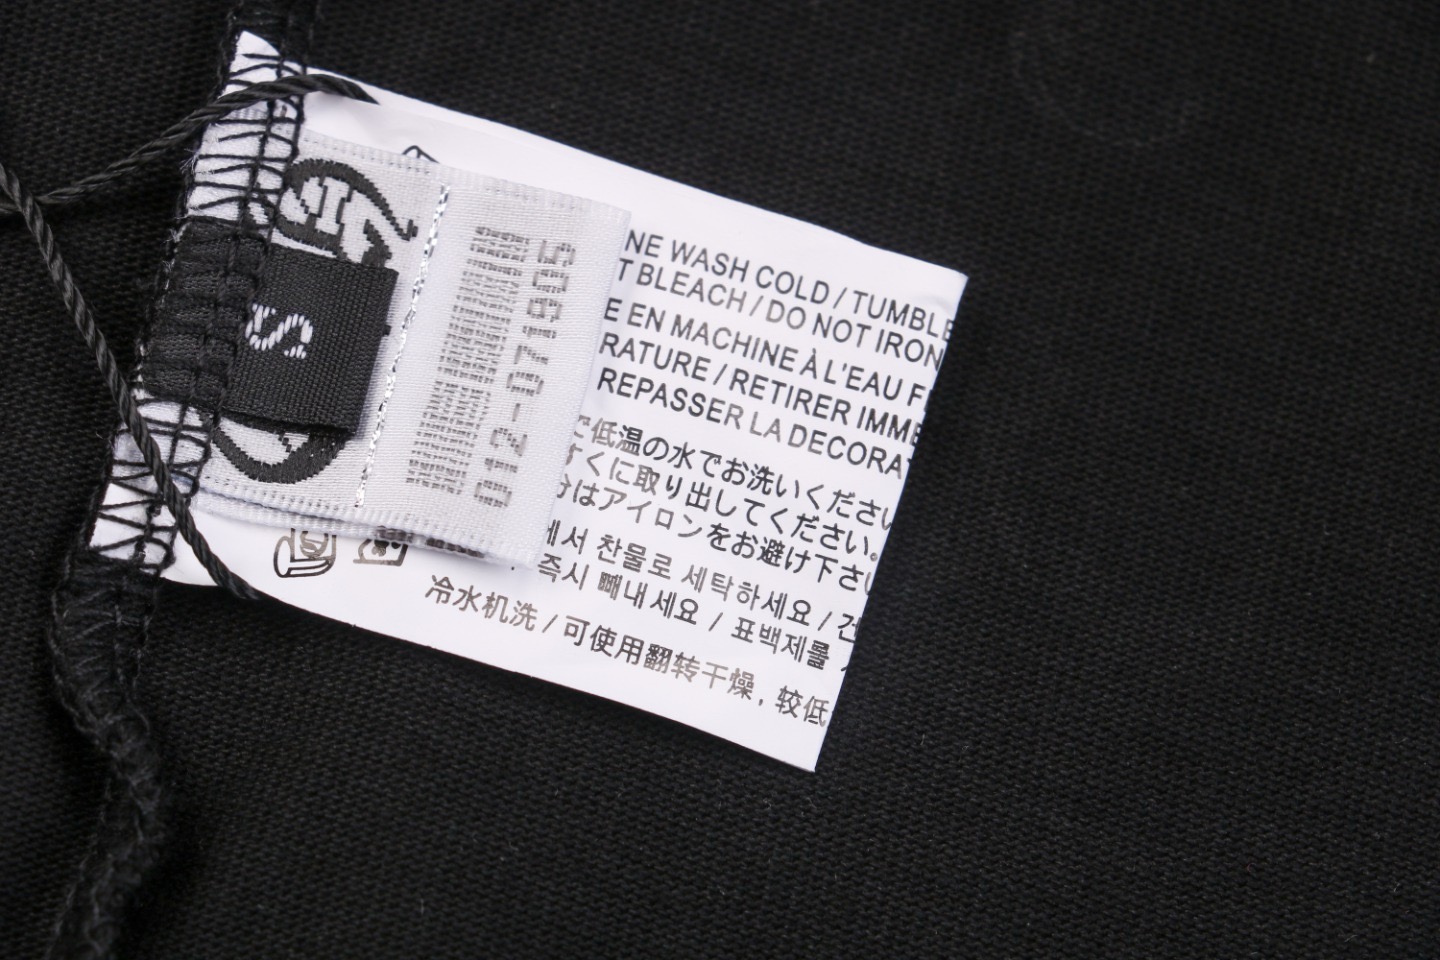 S
012-071905
NE WASH COLD / TUMBLE
T BLEACH / DO NOT IRON
E EN MACHINE À L'EAU F
RATURE / RETIRER IMME
REPASSER LA DECORA
で低温の水でお洗いくださ
すくに取り出してください。
分はアイロンをお避け下さ
에서 찬물로 세탁하세요 / 건
즉시 빼내세요 / 표백제를
冷水机洗 / 可使用翻转干燥，较低